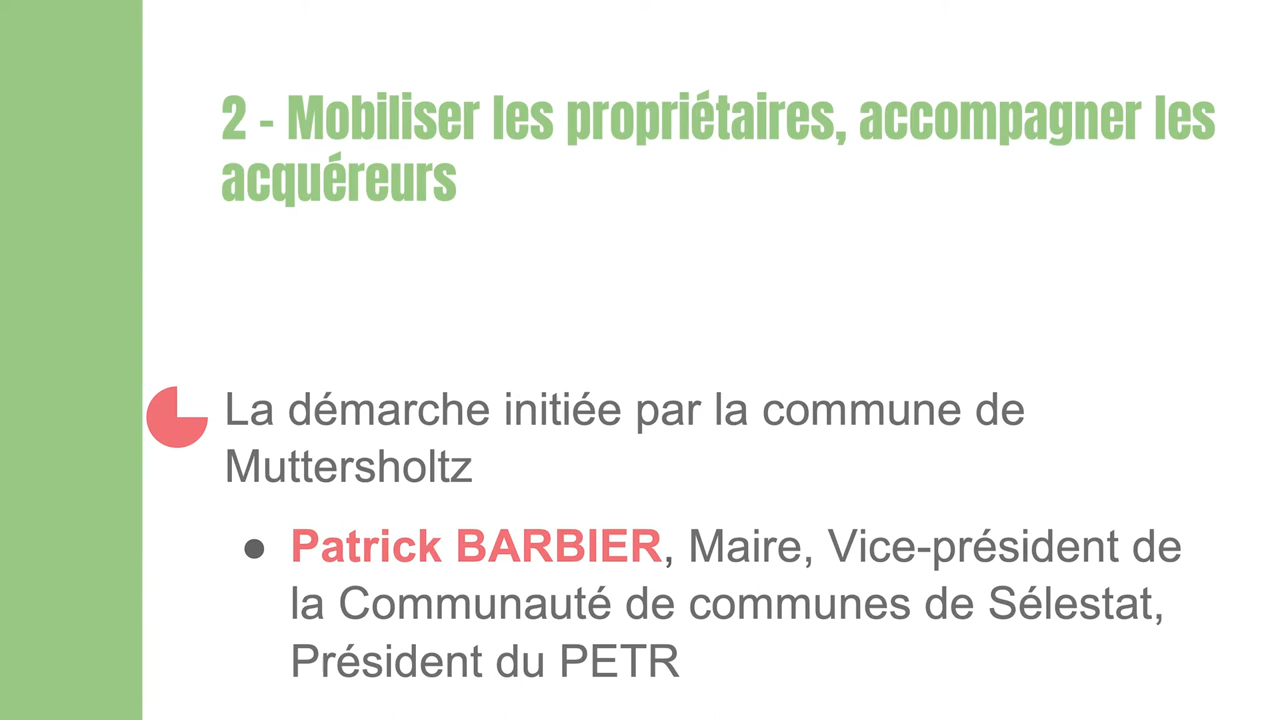 2 - Mobiliser les propriétaires, accompagner les
acquéreurs
La démarche initiée par la commune de
Muttersholtz
● Patrick BARBIER, Maire, Vice-président de
la Communauté de communes de Sélestat,
Président du PETR